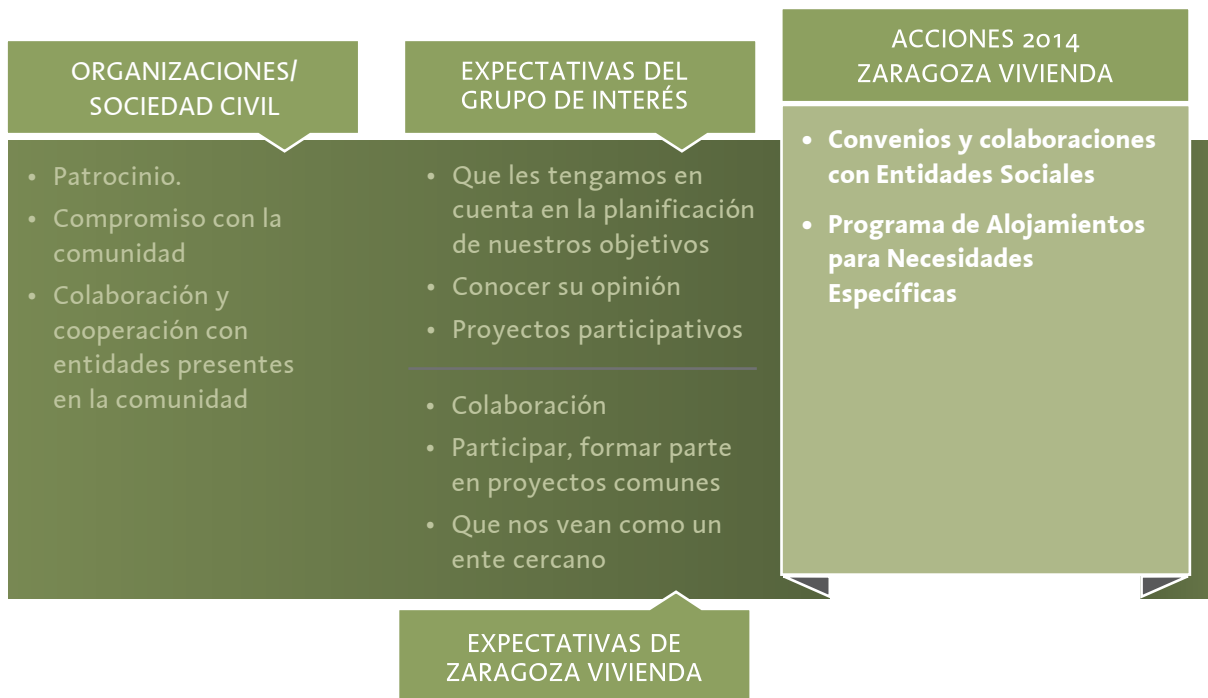 ORGANIZACIONES/
SOCIEDAD CIVIL
• Patrocinio.
• Compromiso con la
comunidad
• Colaboración y
cooperación con
entidades presentes
en la comunidad
EXPECTATIVAS DEL
GRUPO DE INTERÉS
• Que les tengamos en
cuenta en la planificación
de nuestros objetivos
• Conocer su opinión
• Proyectos participativos
• Colaboración
• Participar, formar parte
en proyectos comunes
• Que nos vean como un
ente cercano
EXPECTATIVAS DE
ZARAGOZA VIVIENDA
ACCIONES 2014
ZARAGOZA VIVIENDA
• Convenios y colaboraciones
con Entidades Sociales
• Programa de Alojamientos
para Necesidades
Específicas